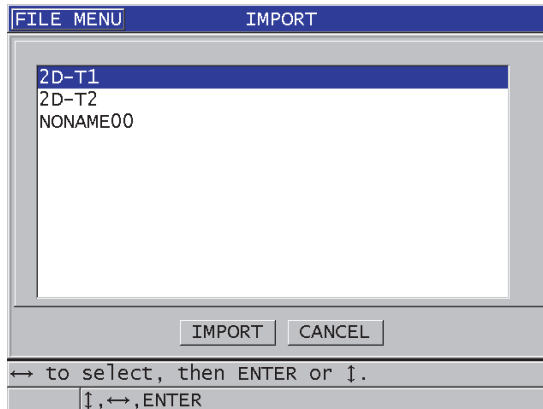 FILE MENU IMPORT
2D-T1
2D-T2
NONAME00
IMPORT CANCEL
↔ to select, then ENTER or ↕.
↕,↔,ENTER